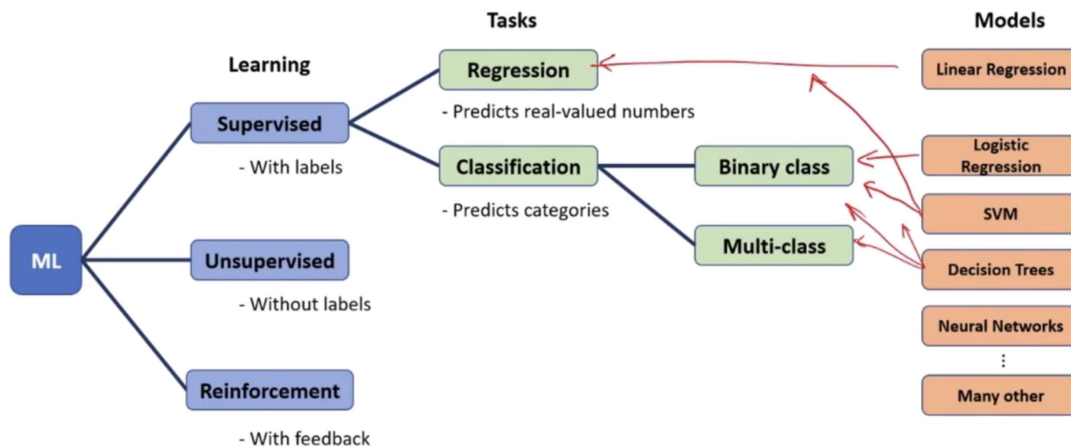 Tasks
Models
Learning
Regression
Linear Regression
- Predicts real-valued numbers
Supervised
- With labels
Classification
- Predicts categories
Binary class
Logistic
Regression
SVM
Multi-class
ML
Unsupervised
- Without labels
Decision Trees
Neural Networks
⋮
Many other
Reinforcement
- With feedback